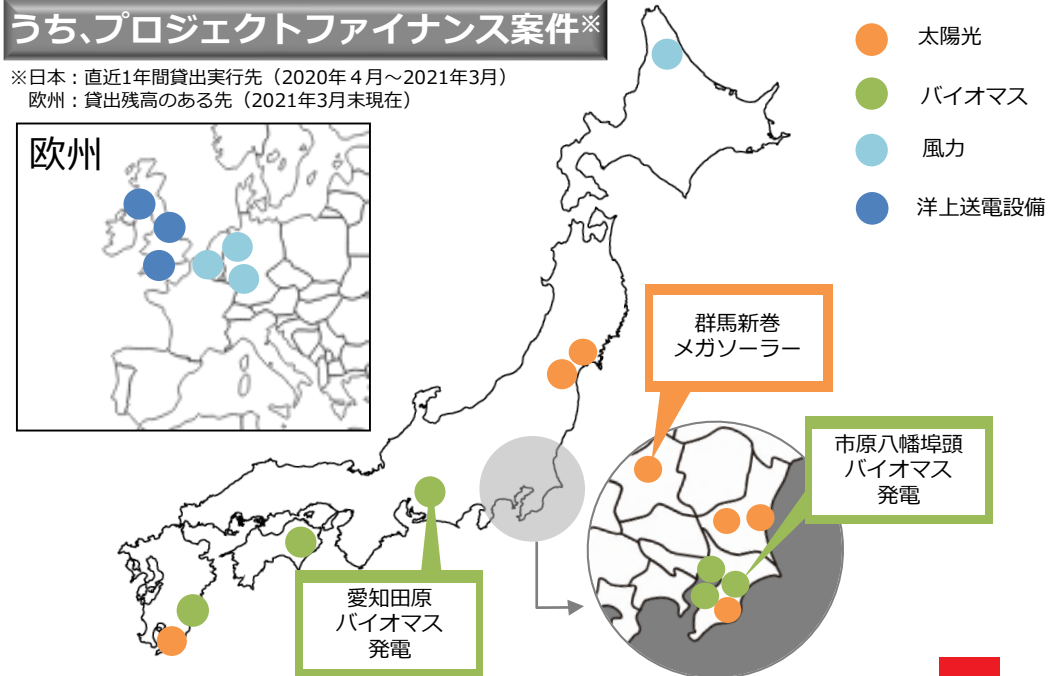 うち、プロジェクトファイナンス案件※
※日本：直近1年間貸出実行先（2020年４月～2021年3月）
欧州：貸出残高のある先（2021年3月末現在）
欧州
太陽光
バイオマス
風力
洋上送電設備
群馬新巻
メガソーラー
市原八幡埠頭
バイオマス
発電
愛知田原
バイオマス
発電